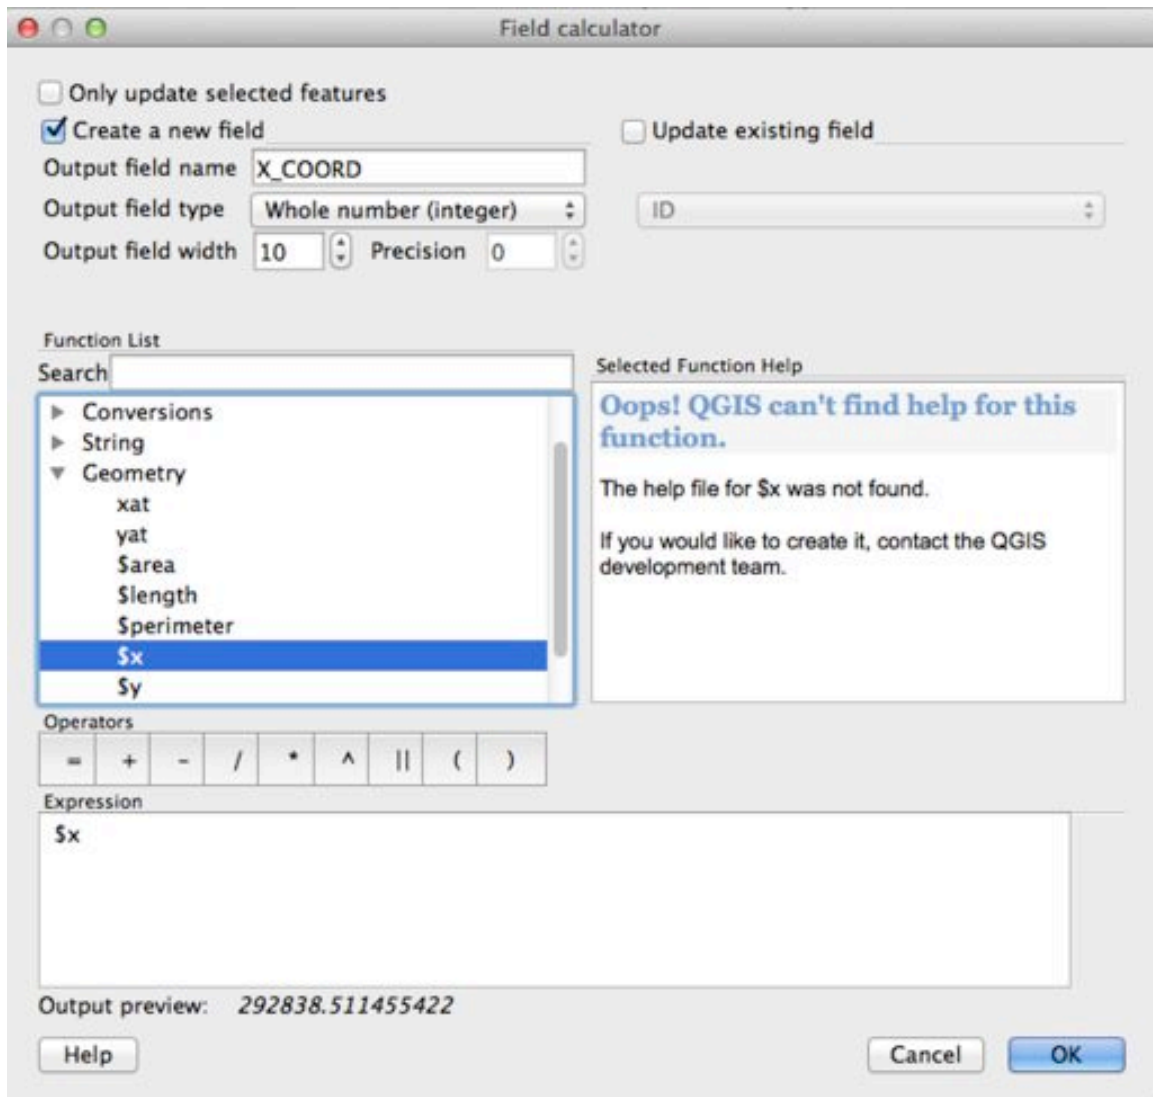 Field calculator
Only update selected features
Create a new field
Update existing field
Output field name X_COORD
Output field type Whole number (integer) ID
Output field width 10 Precision 0
Function List
Search
Selected Function Help
Conversions
String
Geometry
xat
yat
$area
$length
$perimeter
$x
$y
Oops! QGIS can't find help for this
function.
The help file for $x was not found.
If you would like to create it, contact the QGIS
development team.
Operators
= + - / * ^ || ( )
Expression
$x
Output preview: 292838.511455422
Help Cancel OK